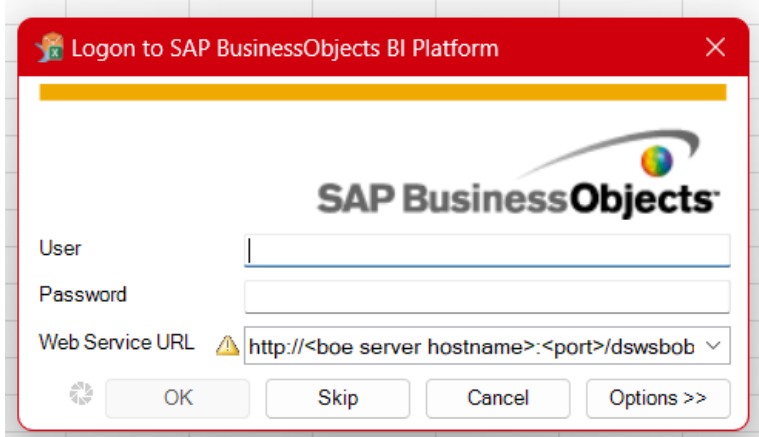 Logon to SAP BusinessObjects BI Platform
SAP BusinessObjects™
User
Password
Web Service URL http://<boe server hostname>:<port>/dswsbob
OK Skip Cancel Options >>